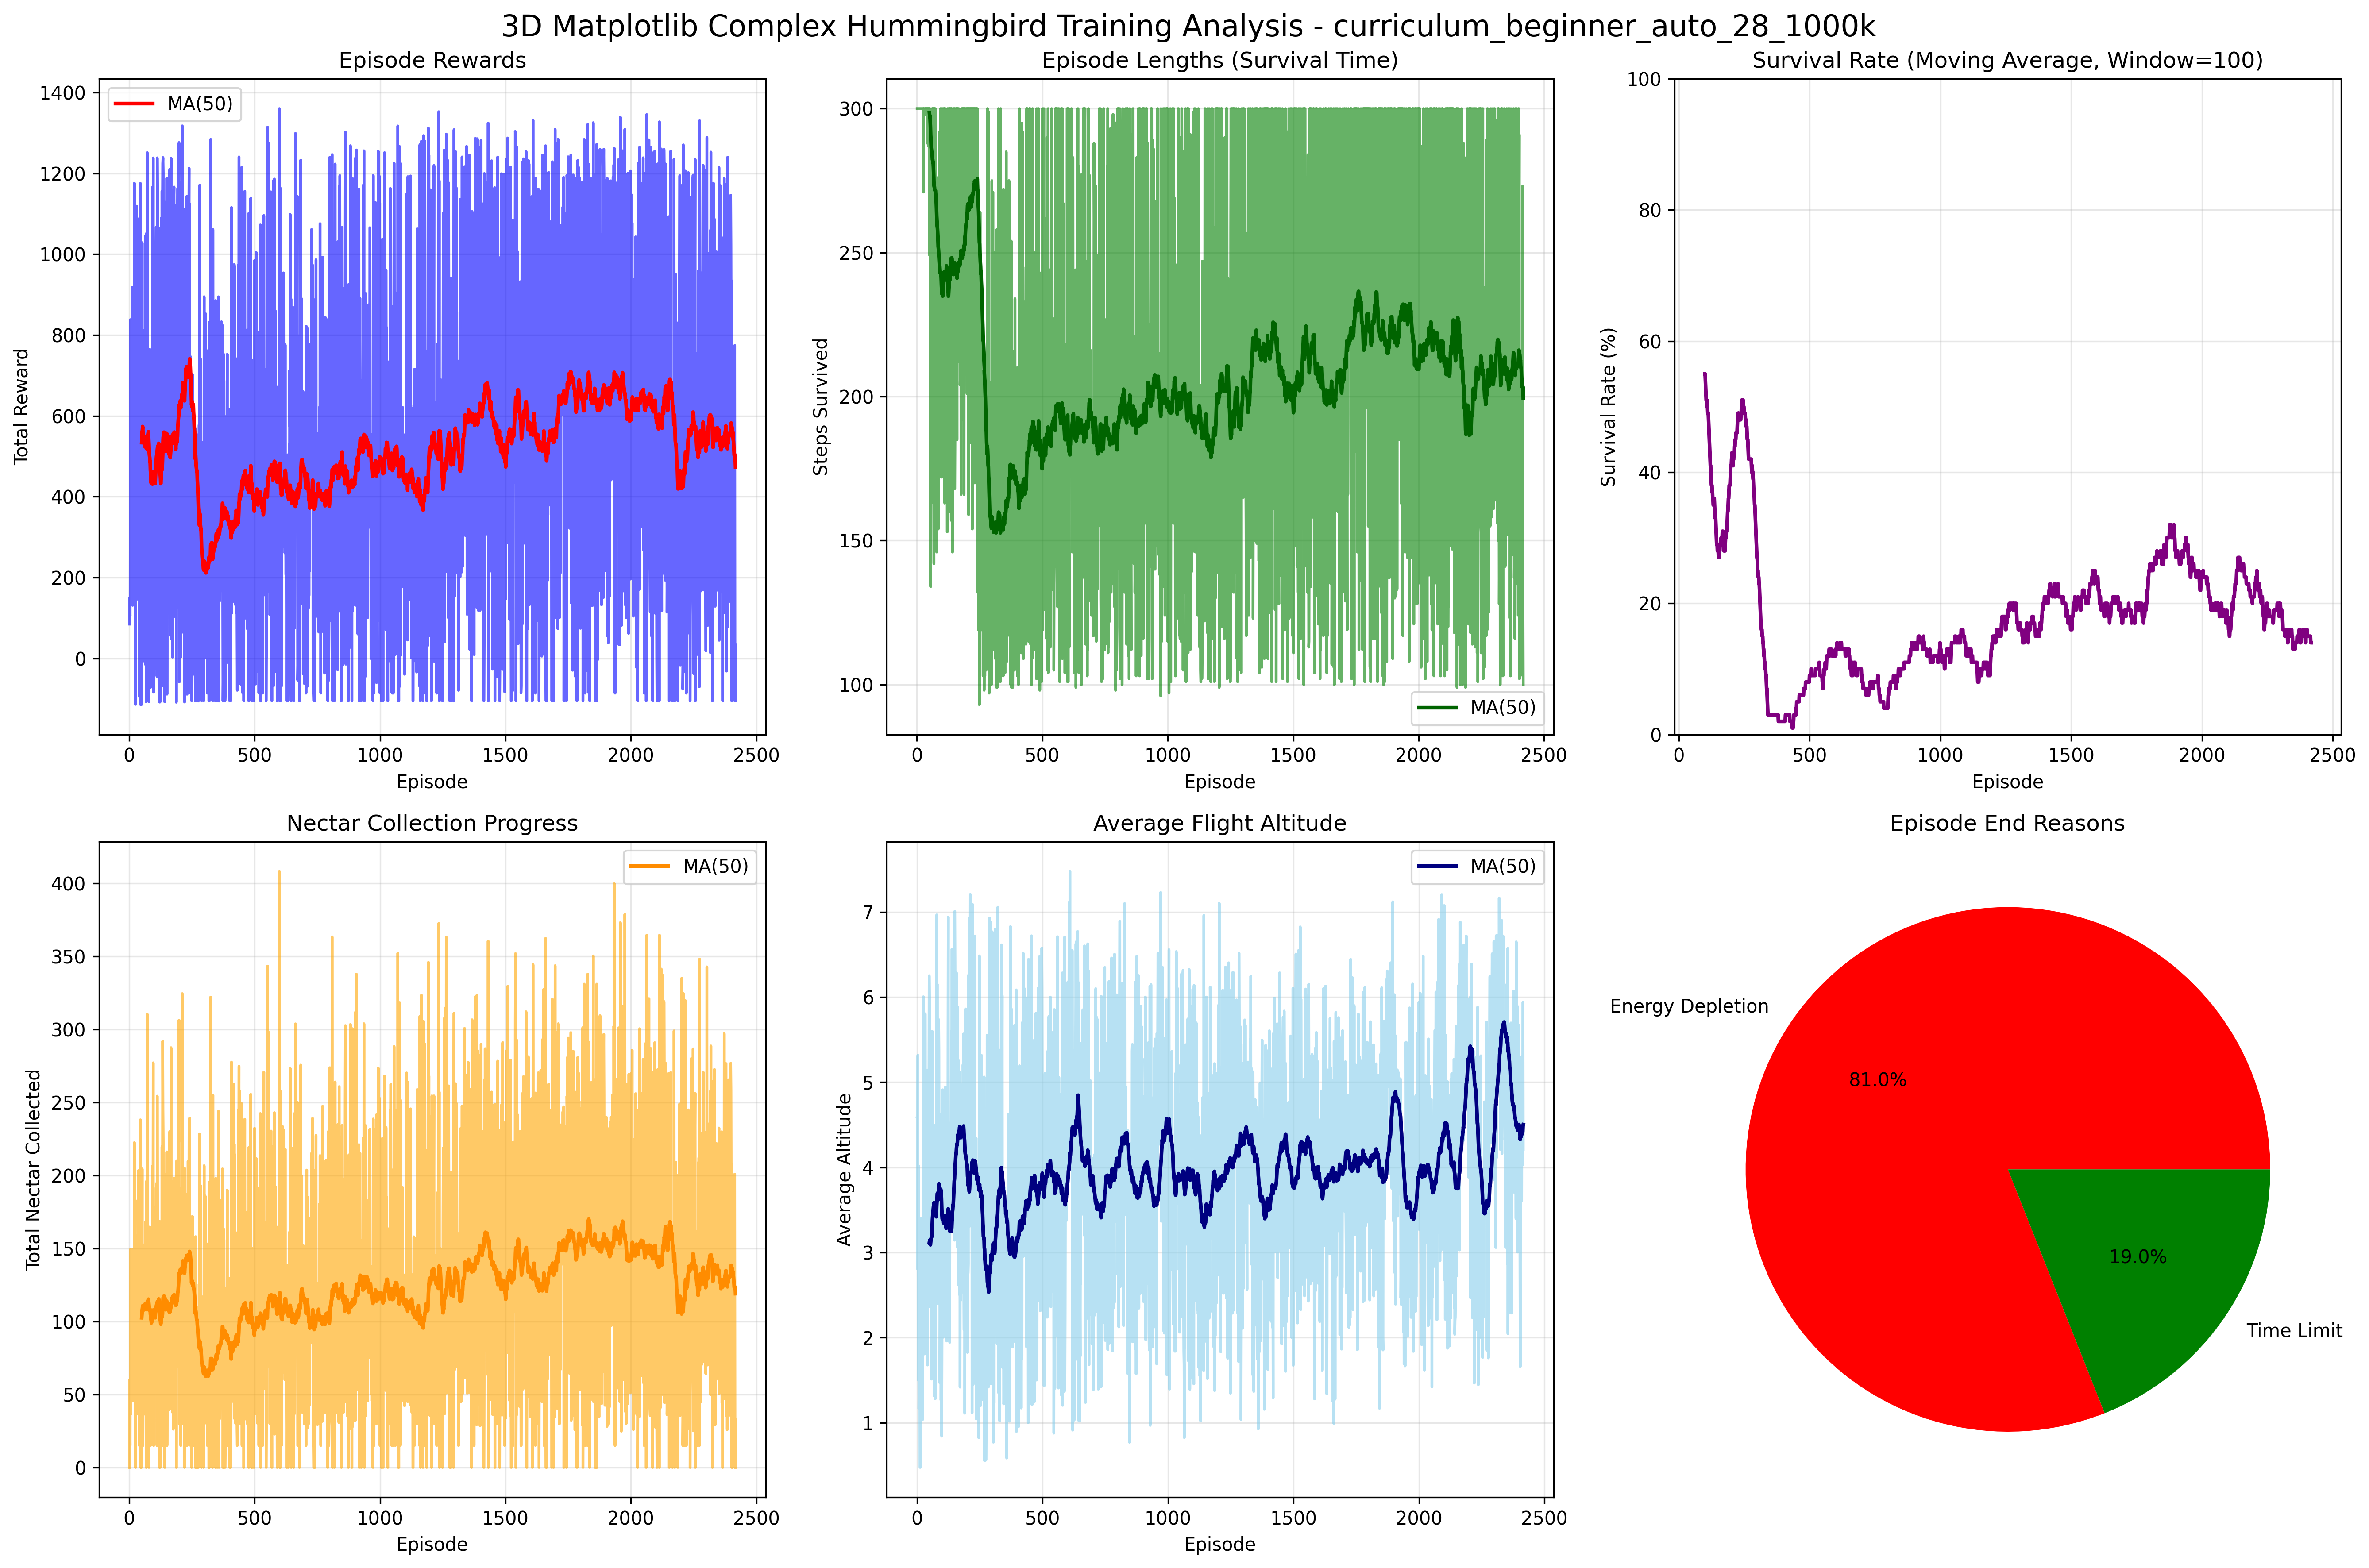 3D Matplotlib Complex Hummingbird Training Analysis - curriculum_beginner_auto_28_1000k
Episode Rewards
MA(50)
1400
1200
1000
800
600
400
200
0
Total Reward
0 500 1000 1500 2000 2500
Episode
Episode Lengths (Survival Time)
300
250
200
150
100
Steps Survived
MA(50)
0 500 1000 1500 2000 2500
Episode
Survival Rate (Moving Average, Window=100)
100
80
60
40
20
0
Survival Rate (%)
0 500 1000 1500 2000 2500
Episode
Nectar Collection Progress
MA(50)
400
350
300
250
200
150
100
50
0
Total Nectar Collected
0 500 1000 1500 2000 2500
Episode
Average Flight Altitude
MA(50)
7
6
5
4
3
2
1
Average Altitude
0 500 1000 1500 2000 2500
Episode
Episode End Reasons
Energy Depletion
81.0%
19.0%
Time Limit